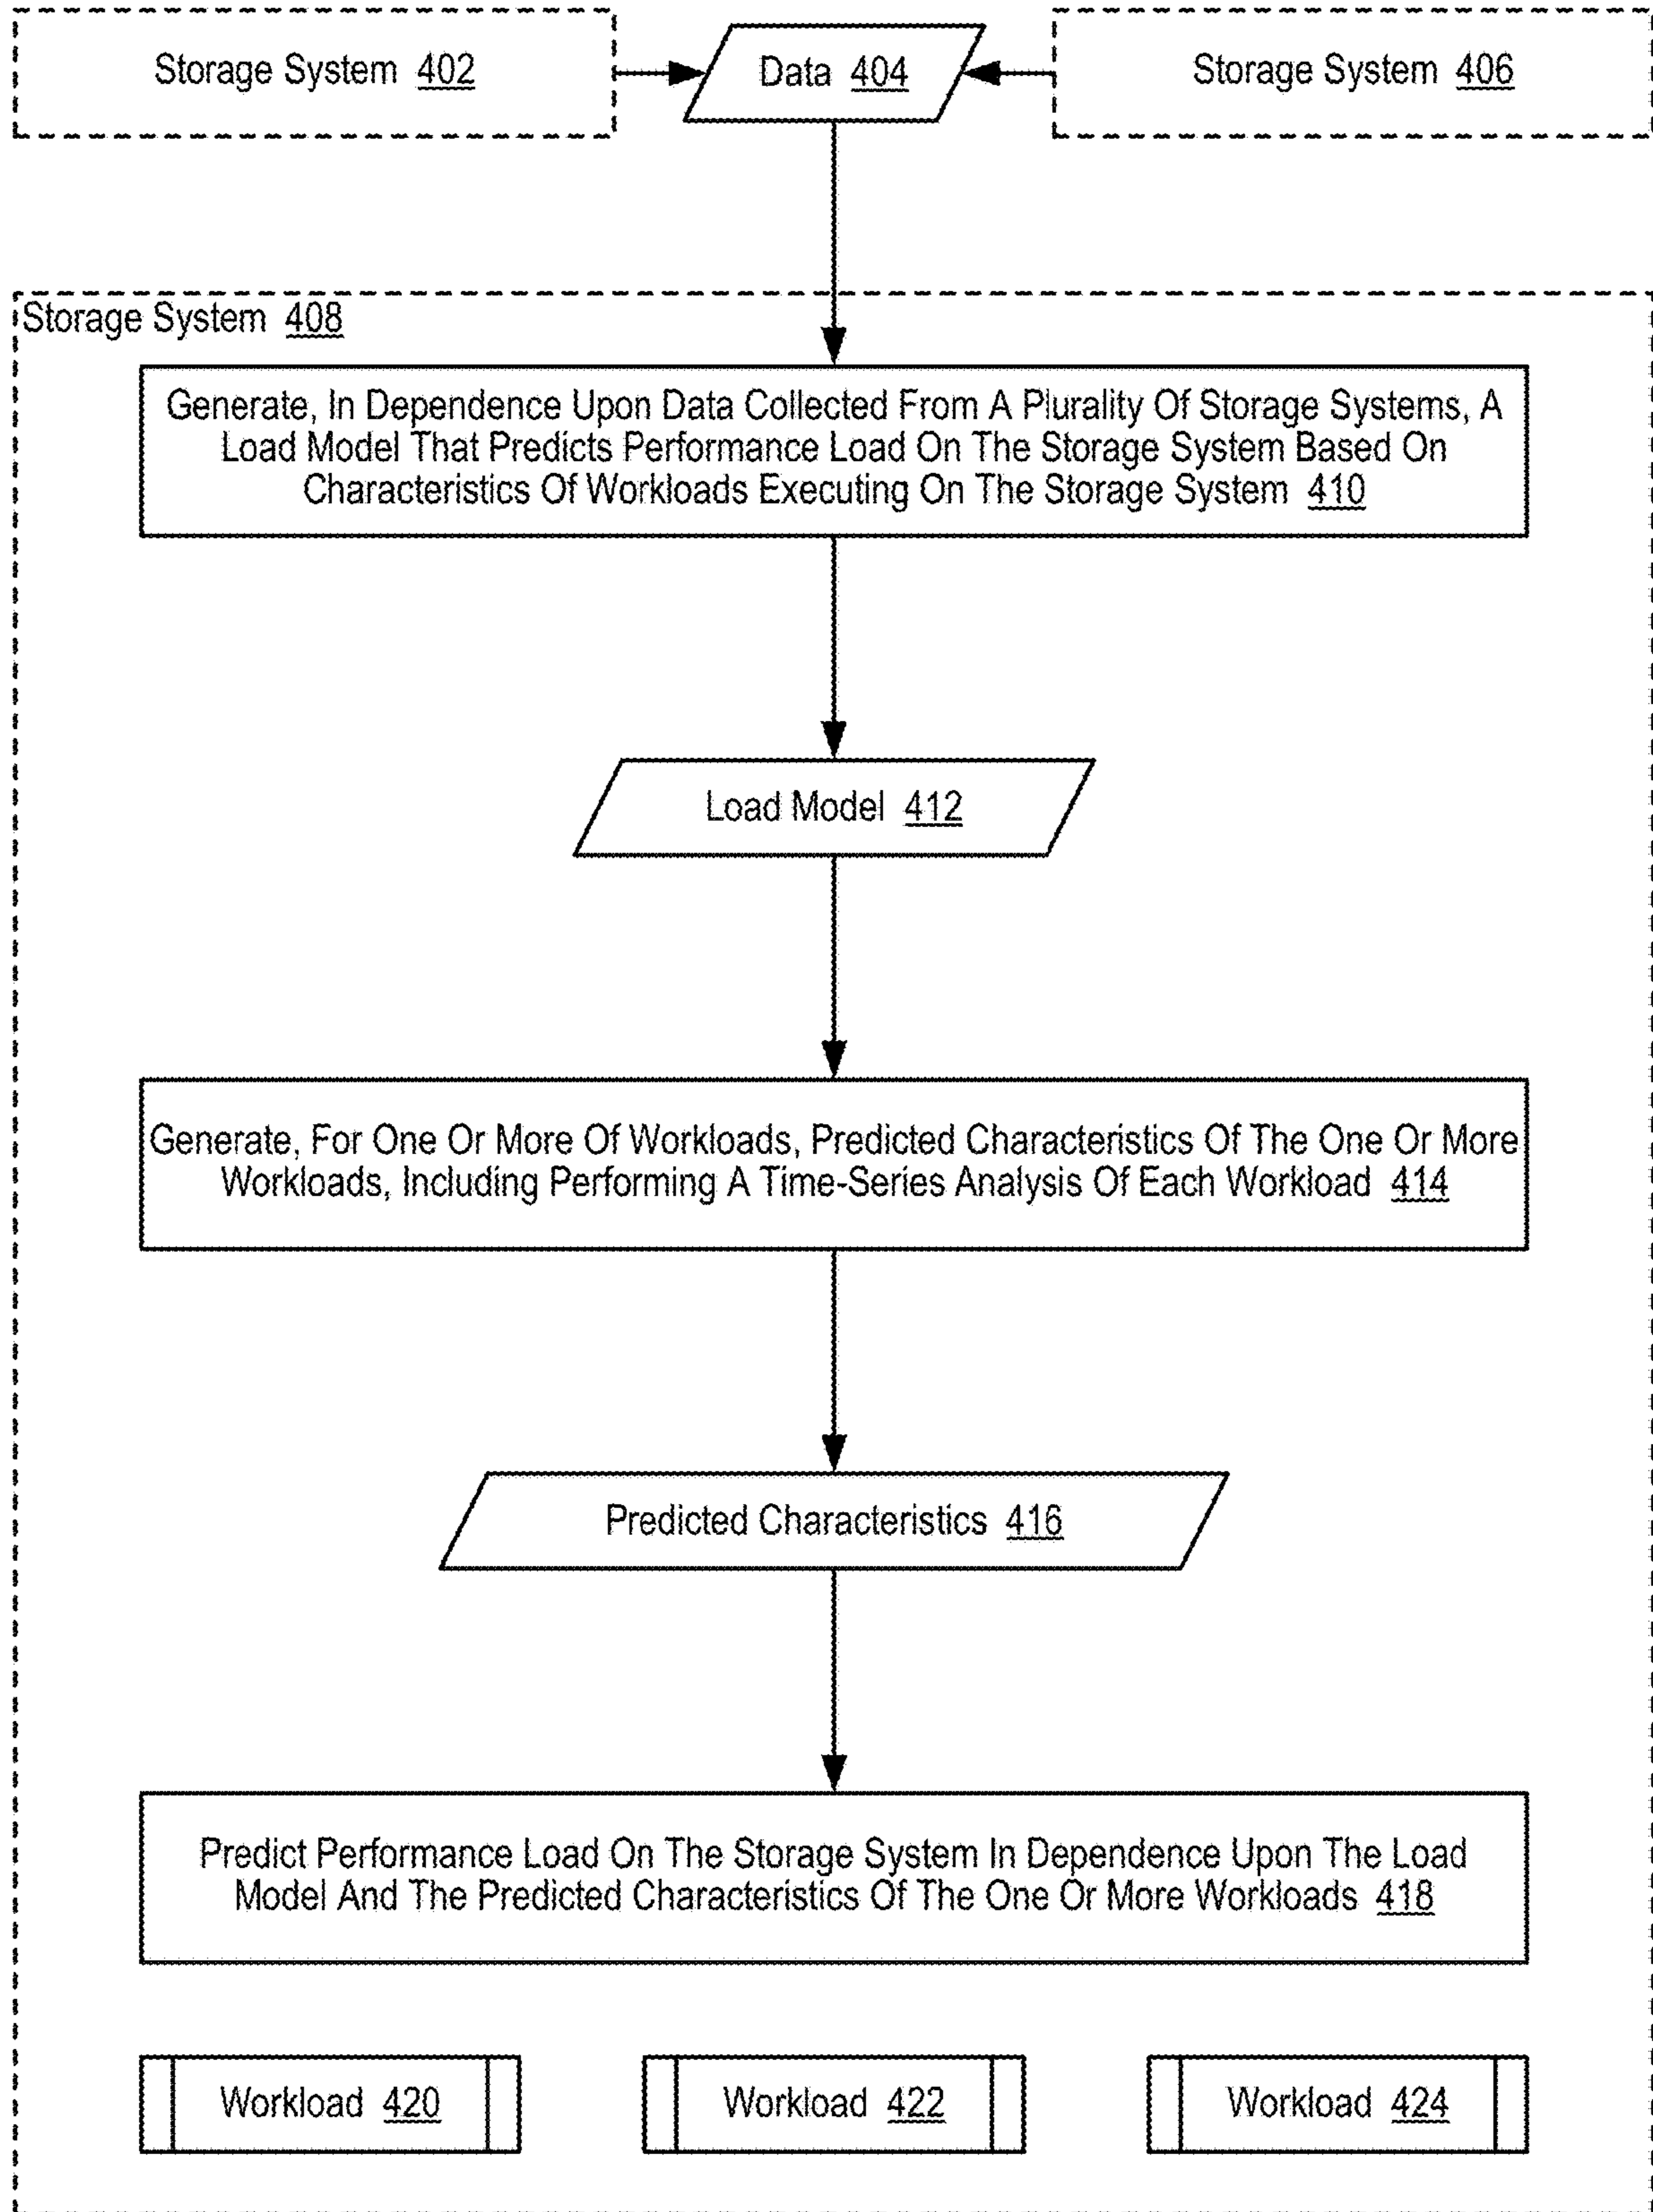 Storage System 402
Data 404
Storage System 406
Storage System 408
Generate, In Dependence Upon Data Collected From A Plurality Of Storage Systems, A
Load Model That Predicts Performance Load On The Storage System Based On
Characteristics Of Workloads Executing On The Storage System 410
Load Model 412
Generate, For One Or More Of Workloads, Predicted Characteristics Of The One Or More
Workloads, Including Performing A Time-Series Analysis Of Each Workload 414
Predicted Characteristics 416
Predict Performance Load On The Storage System In Dependence Upon The Load
Model And The Predicted Characteristics Of The One Or More Workloads 418
Workload 420
Workload 422
Workload 424